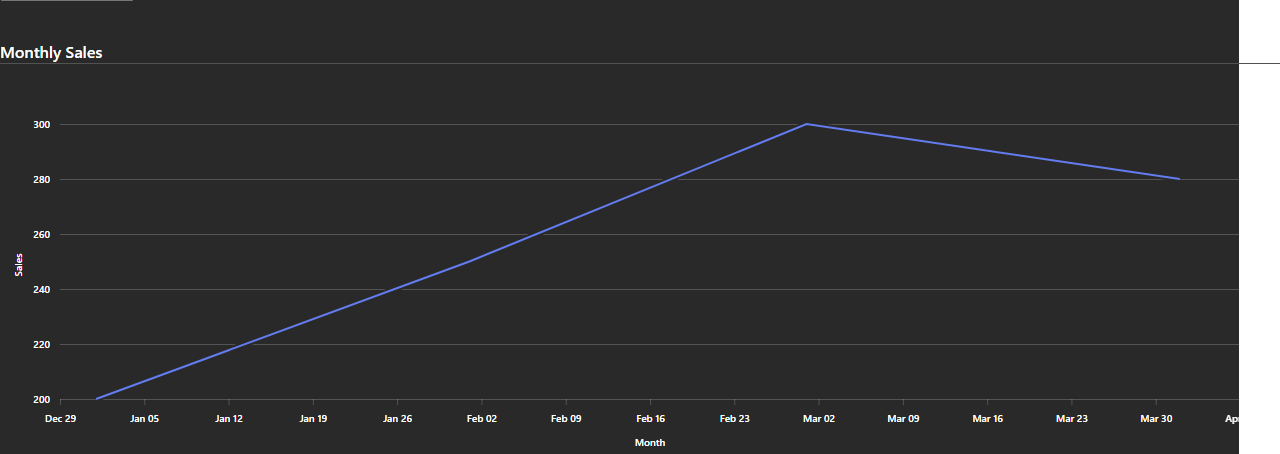 Monthly Sales
300
280
260
240
220
200
Sales
Dec 29 Jan 05 Jan 12 Jan 19 Jan 26 Feb 02 Feb 09 Feb 16 Feb 23 Mar 02 Mar 09 Mar 16 Mar 23 Mar 30
Month